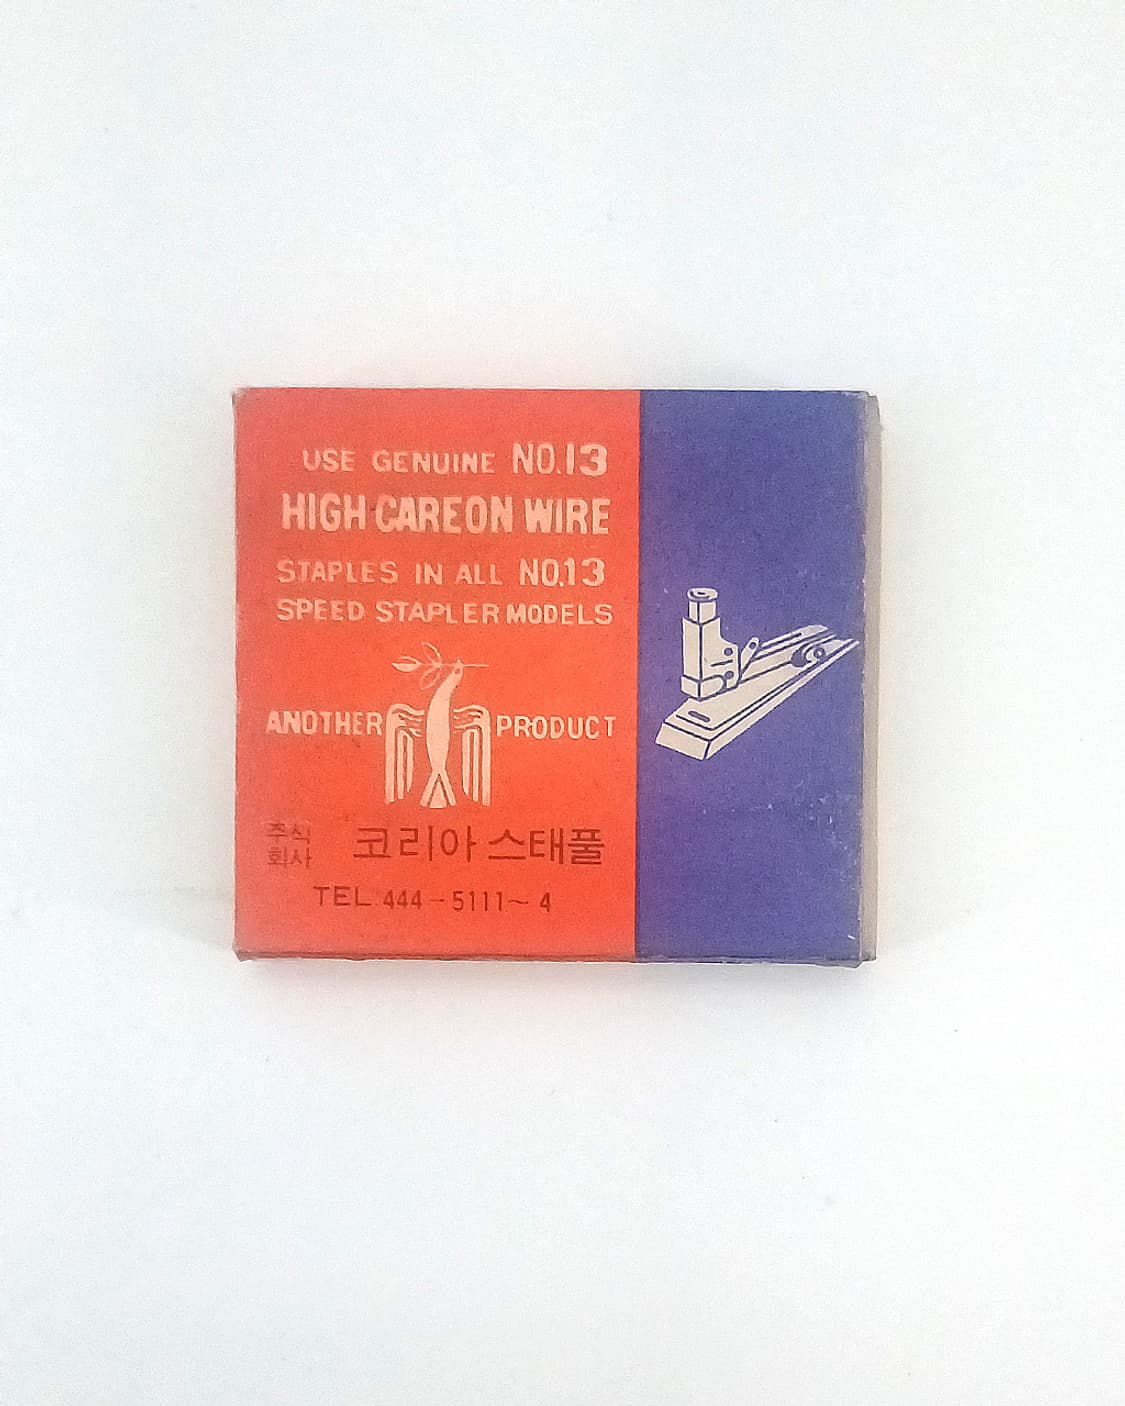 USE GENUINE NO.13
HIGH CAREON WIRE
STAPLES IN ALL NO.13
SPEED STAPLER MODELS
ANOTHER PRODUCT
주식
회사
코리아 스태플
TEL 444-5111~4